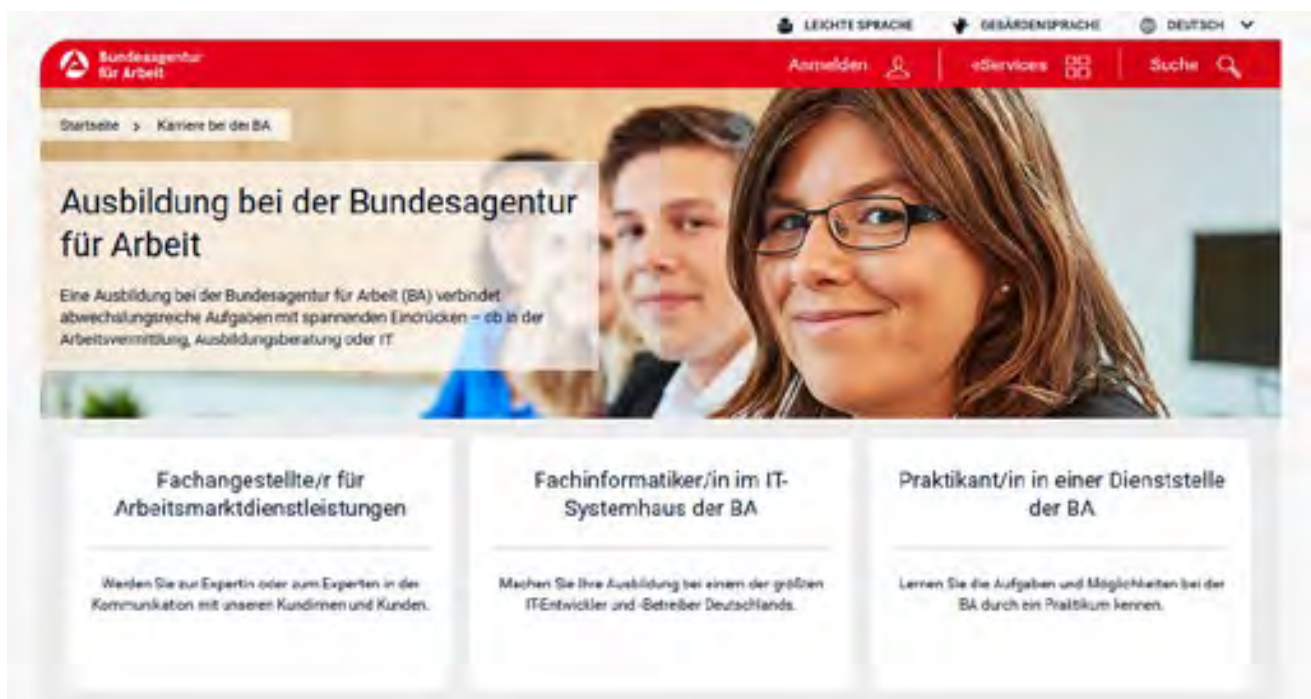 LEICHTE SPRACHE GEBÄRDENSPRACHE DEUTSCH
Bundesagentur
für Arbeit
Anmelden eServices Suche
Startseite > Karriere bei der BA
Ausbildung bei der Bundesagentur
für Arbeit
Eine Ausbildung bei der Bundesagentur für Arbeit (BA) verbindet
abwechslungsreiche Aufgaben mit spannenden Eindrücken – ob in der
Arbeitsvermittlung, Ausbildungsberatung oder IT
Fachangestellte/r für
Arbeitsmarktdienstleistungen
Werden Sie zur Expertin oder zum Experten in der
Kommunikation mit unseren Kundinnen und Kunden.
Fachinformatiker/in im IT-
Systemhaus der BA
Machen Sie Ihre Ausbildung bei einem der größten
IT-Entwickler und -Betreiber Deutschlands.
Praktikant/in in einer Dienststelle
der BA
Lernen Sie die Aufgaben und Möglichkeiten bei der
BA durch ein Praktikum kennen.